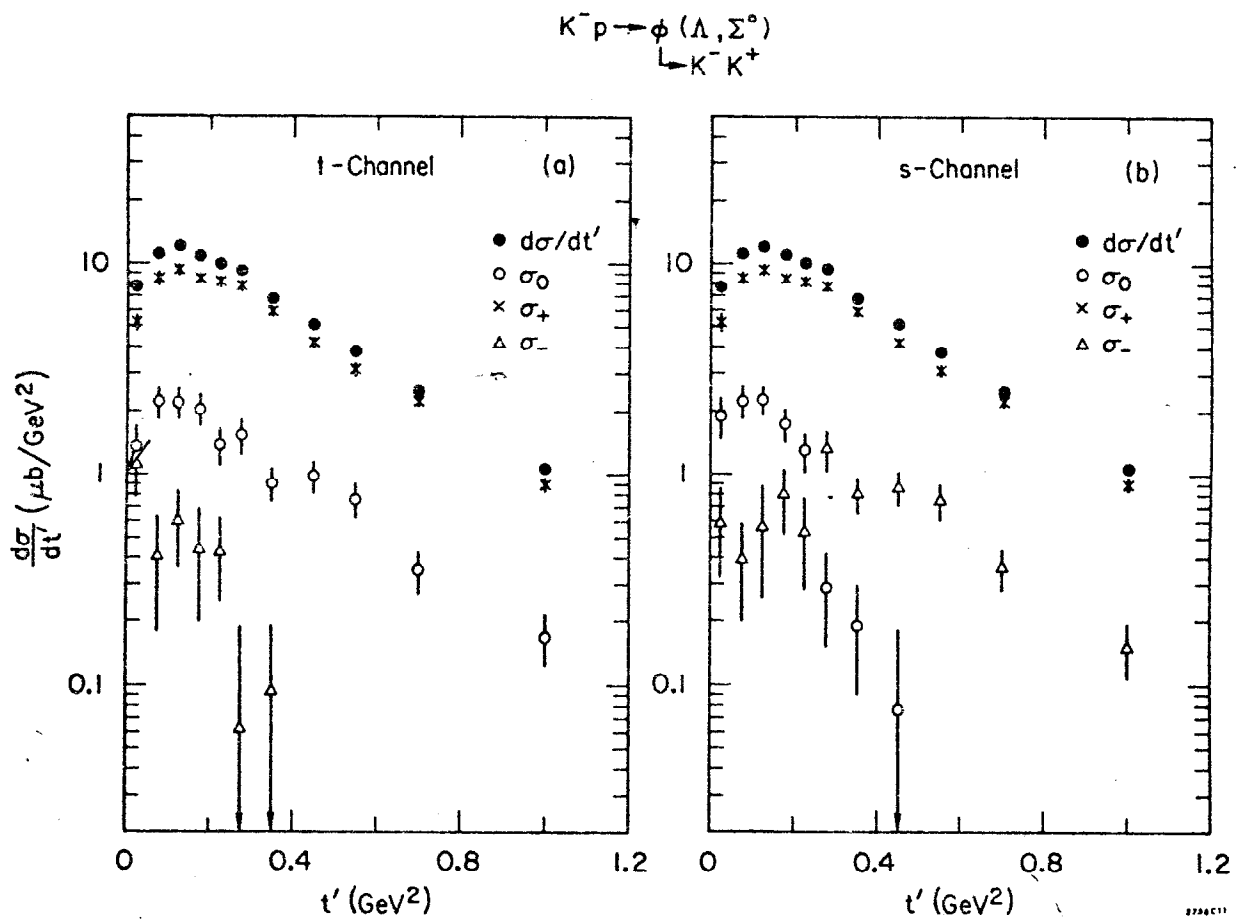 K⁻p → φ (Λ, Σ°)
→ K⁻ K⁺
t-Channel (a)
● dσ/dt′
○ σ₀
× σ₊
△ σ₋
dσ/dt′ (μb/GeV²)
10
1
0.1
0 0.4 0.8 1.2
t′ (GeV²)
s-Channel (b)
● dσ/dt′
○ σ₀
× σ₊
△ σ₋
10
1
0.1
0 0.4 0.8 1.2
t′ (GeV²)